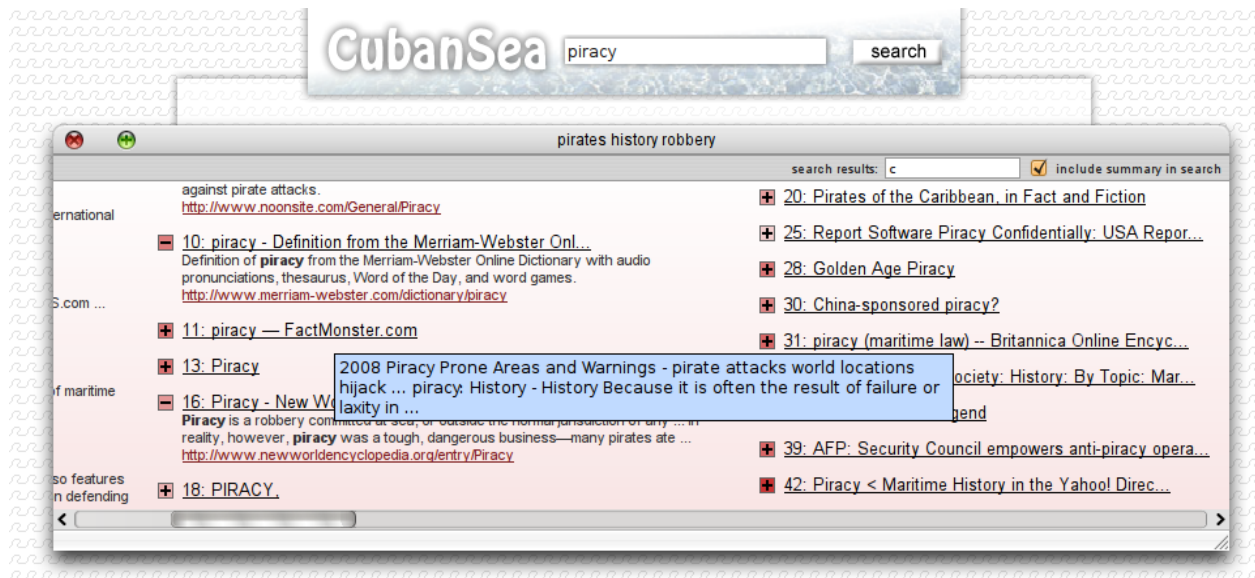 CubanSea
piracy
search
pirates history robbery
search results: c
include summary in search
ernational
S.com ...
of maritime
so features
n defending
against pirate attacks.
http://www.noonsite.com/General/Piracy
10: piracy - Definition from the Merriam-Webster Onl...
Definition of piracy from the Merriam-Webster Online Dictionary with audio
pronunciations, thesaurus, Word of the Day, and word games.
http://www.merriam-webster.com/dictionary/piracy
11: piracy — FactMonster.com
13: Piracy
16: Piracy - New Wo
Piracy is a robbery committed at sea, or outside the normal jurisdiction of any ... in
reality, however, piracy was a tough, dangerous business—many pirates ate ...
http://www.newworldencyclopedia.org/entry/Piracy
18: PIRACY.
2008 Piracy Prone Areas and Warnings - pirate attacks world locations
hijack ... piracy: History - History Because it is often the result of failure or
laxity in ...
20: Pirates of the Caribbean, in Fact and Fiction
25: Report Software Piracy Confidentially: USA Repor...
28: Golden Age Piracy
30: China-sponsored piracy?
31: piracy (maritime law) -- Britannica Online Encyc...
ociety: History: By Topic: Mar...
gend
39: AFP: Security Council empowers anti-piracy opera...
42: Piracy < Maritime History in the Yahoo! Direc...